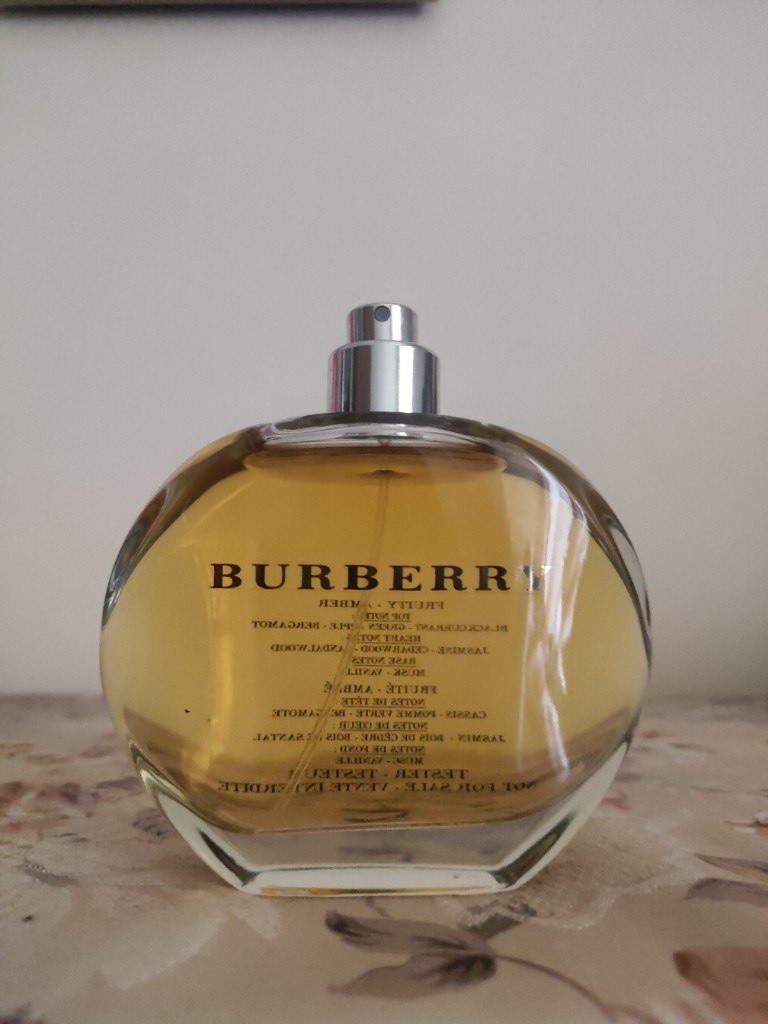 BURBERRY
FRUITY - AMBER
TOP NOTES :
BLACKCURRANT - GREEN APPLE - BERGAMOT
HEART NOTES :
JASMINE - CEDARWOOD - SANDALWOOD
BASE NOTES :
MUSK - VANILLA
FRUITÉ - AMBRÉ
NOTES DE TÊTE :
CASSIS - POMME VERTE - BERGAMOTE
NOTES DE CŒUR :
JASMIN - BOIS DE CÈDRE - BOIS DE SANTAL
NOTES DE FOND :
MUSC - VANILLE
TESTER - TESTEUR
NOT FOR SALE - VENTE INTERDITE